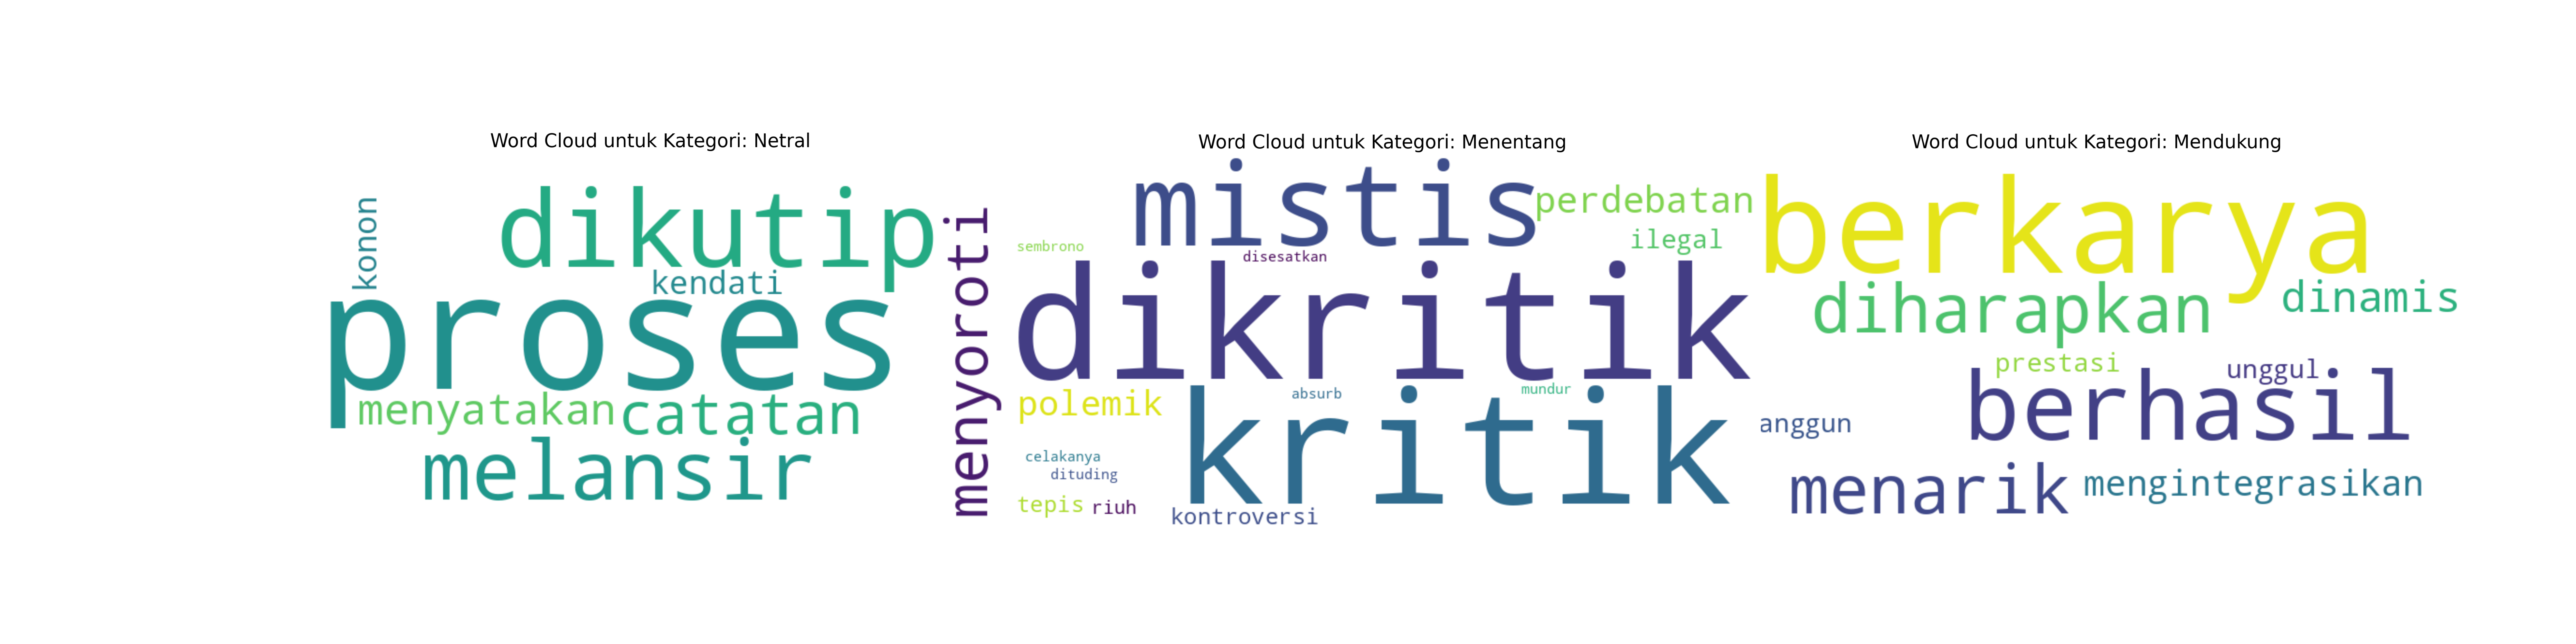 Word Cloud untuk Kategori: Netral
konon
dikutip
kendati
proses
menyatakan
catatan
melansir
menyoroti
Word Cloud untuk Kategori: Menentang
mistis
perdebatan
ilegal
sembrono
disesatkan
dikritik
polemik
absurb
mundur
kritik
celakanya
dituding
tepis
riuh
kontroversi
Word Cloud untuk Kategori: Mendukung
berkarya
diharapkan
dinamis
prestasi
unggul
berhasil
anggun
menarik
mengintegrasikan